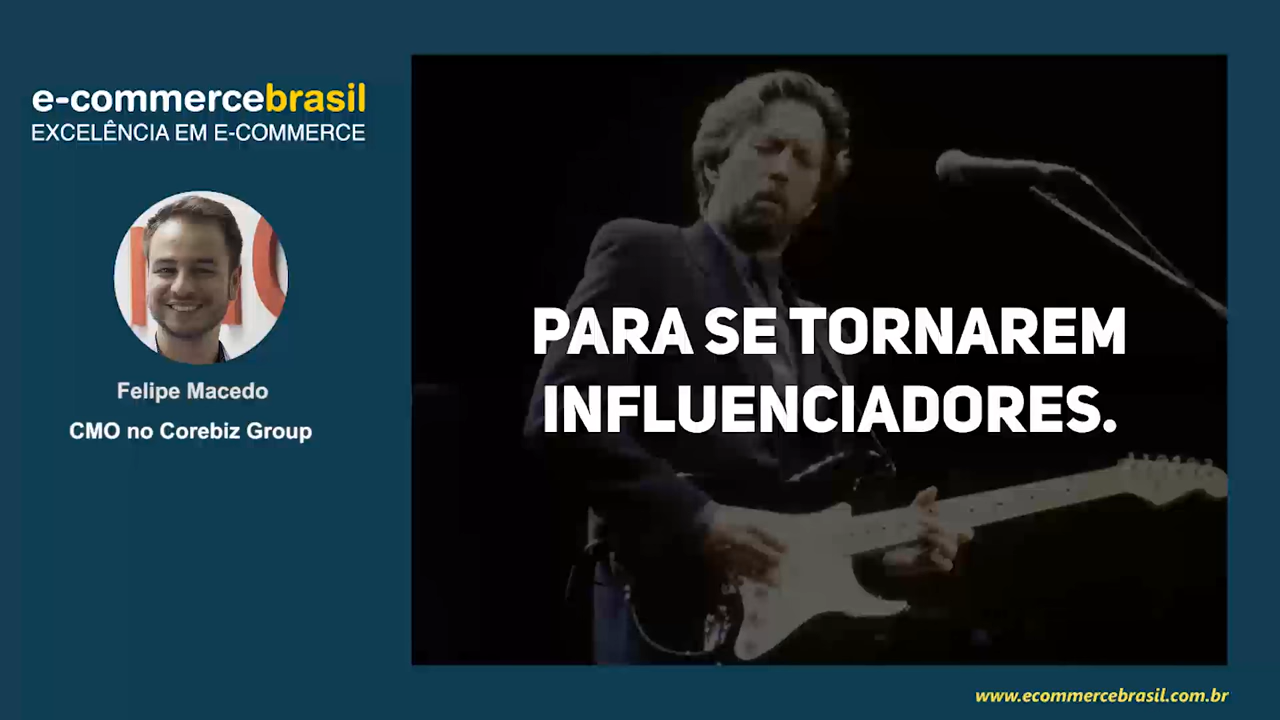 e-commercebrasil
EXCELÊNCIA EM E-COMMERCE
Felipe Macedo
CMO no Corebiz Group
PARA SE TORNAREM
INFLUENCIADORES.
www.ecommercebrasil.com.br